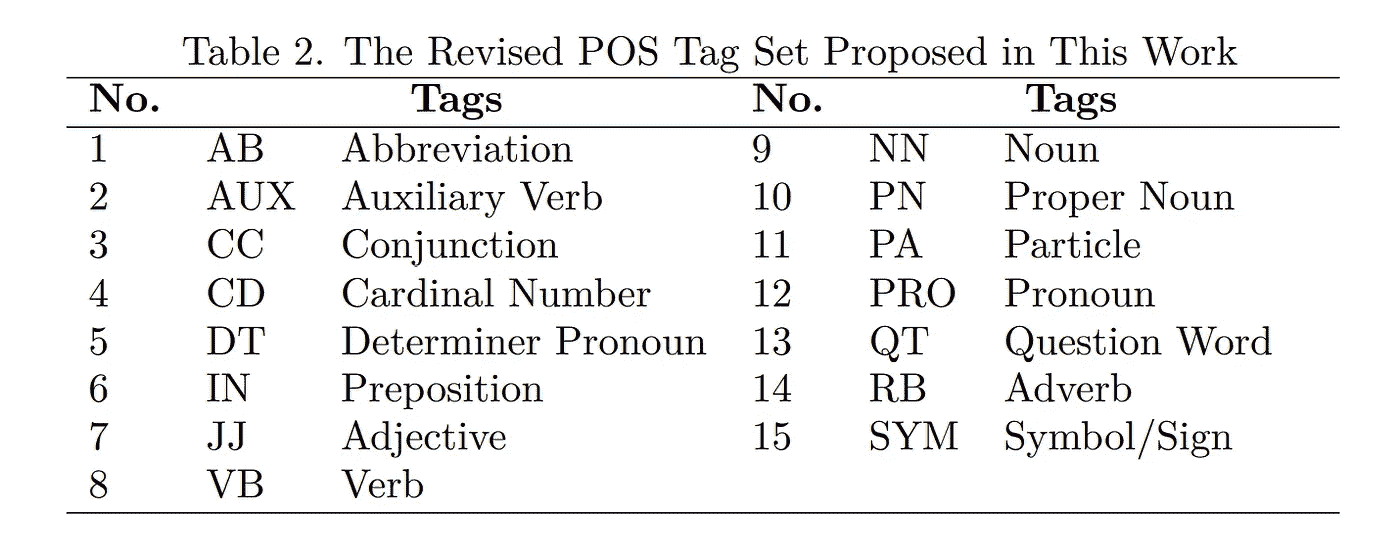 Table 2. The Revised POS Tag Set Proposed in This Work
No. Tags No. Tags
1 AB Abbreviation 9 NN Noun
2 AUX Auxiliary Verb 10 PN Proper Noun
3 CC Conjunction 11 PA Particle
4 CD Cardinal Number 12 PRO Pronoun
5 DT Determiner Pronoun 13 QT Question Word
6 IN Preposition 14 RB Adverb
7 JJ Adjective 15 SYM Symbol/Sign
8 VB Verb